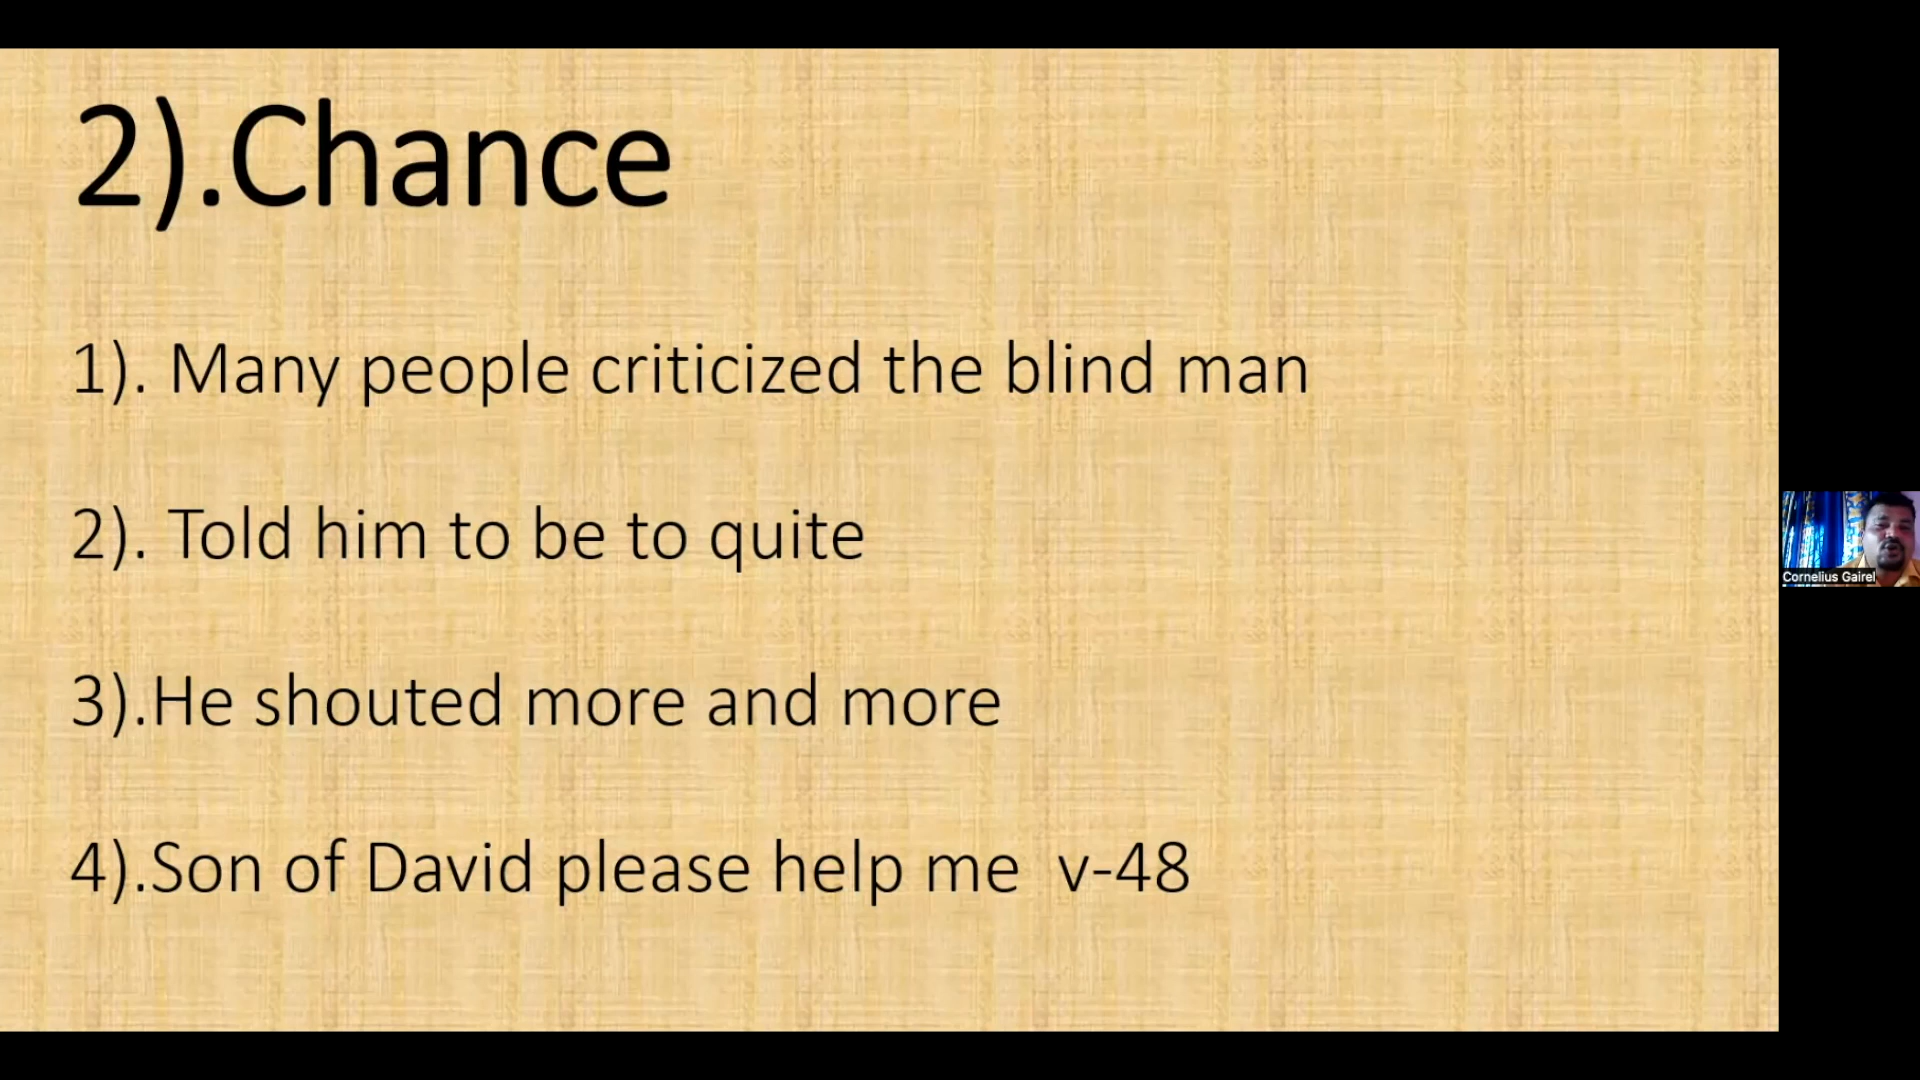 2).Chance
1). Many people criticized the blind man
2). Told him to be to quite
3).He shouted more and more
4).Son of David please help me v-48
Cornelius Gairel